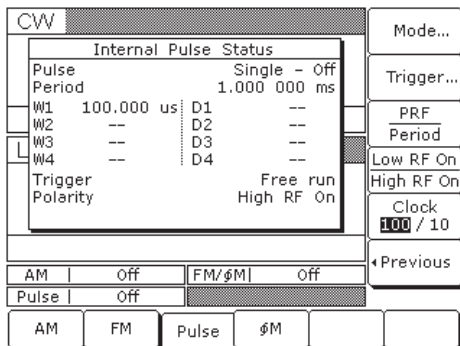 CW
Internal Pulse Status
Pulse Single - Off
Period 1.000 000 ms
W1 100.000 us D1 --
W2 -- D2 --
W3 -- D3 --
W4 -- D4 --
Trigger Free run
Polarity High RF On
L
Mode...
Trigger...
PRF
Period
Low RF On
High RF On
Clock
100 / 10
Previous
AM | Off FM/ϕM| Off
Pulse | Off
AM FM Pulse ϕM